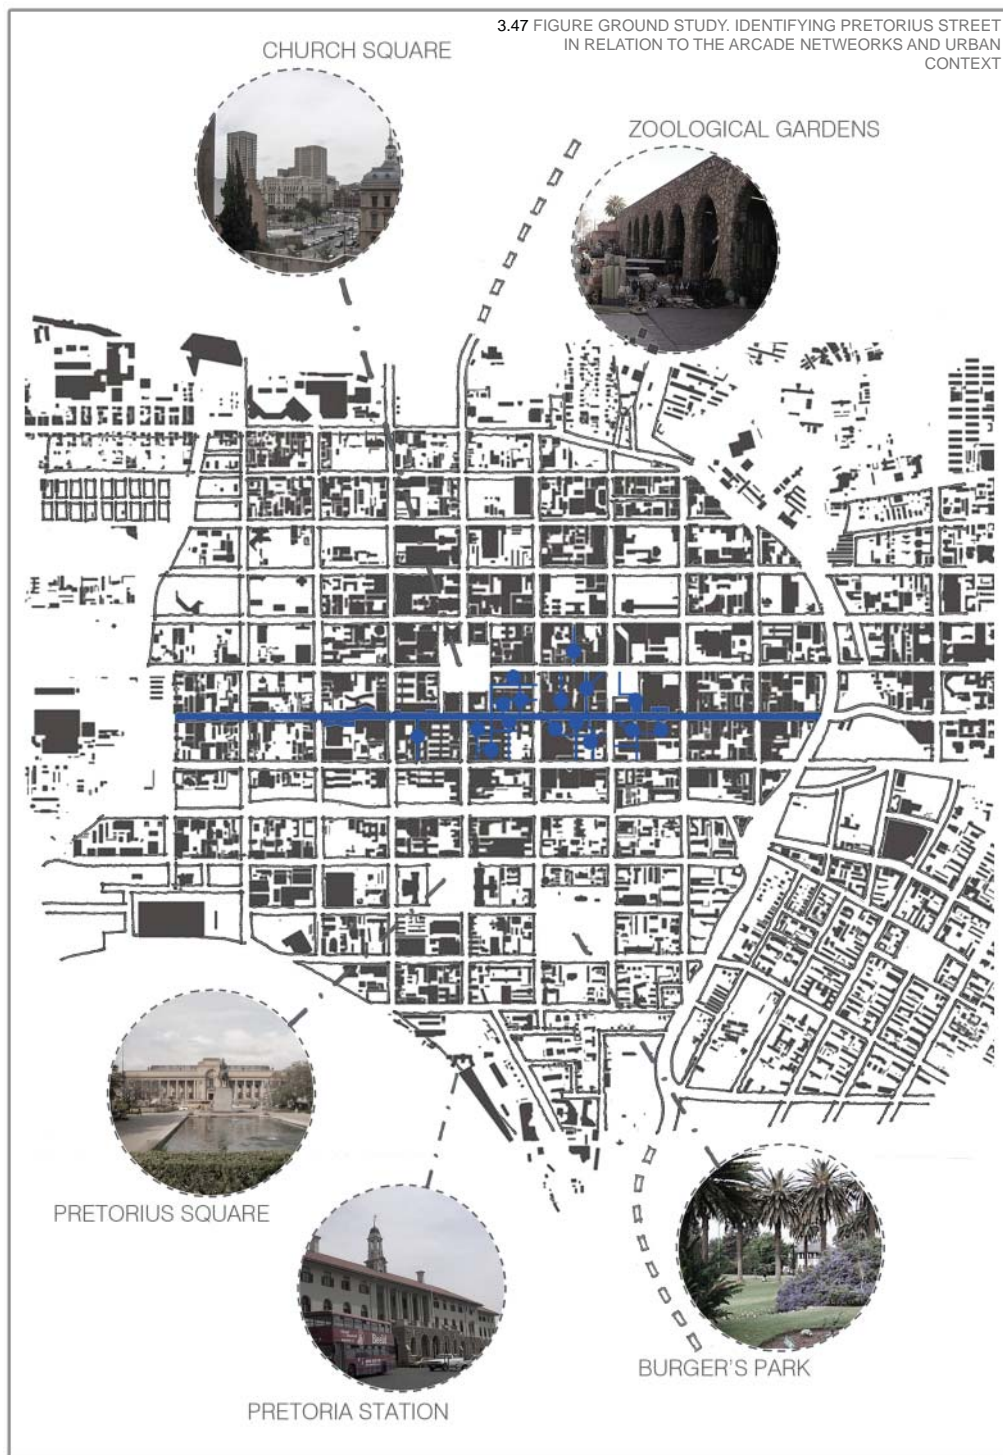 3.47 FIGURE GROUND STUDY. IDENTIFYING PRETORIUS STREET
IN RELATION TO THE ARCADE NETWEORKS AND URBAN
CONTEXT
CHURCH SQUARE
ZOOLOGICAL GARDENS
PRETORIUS SQUARE
PRETORIA STATION
BURGER'S PARK